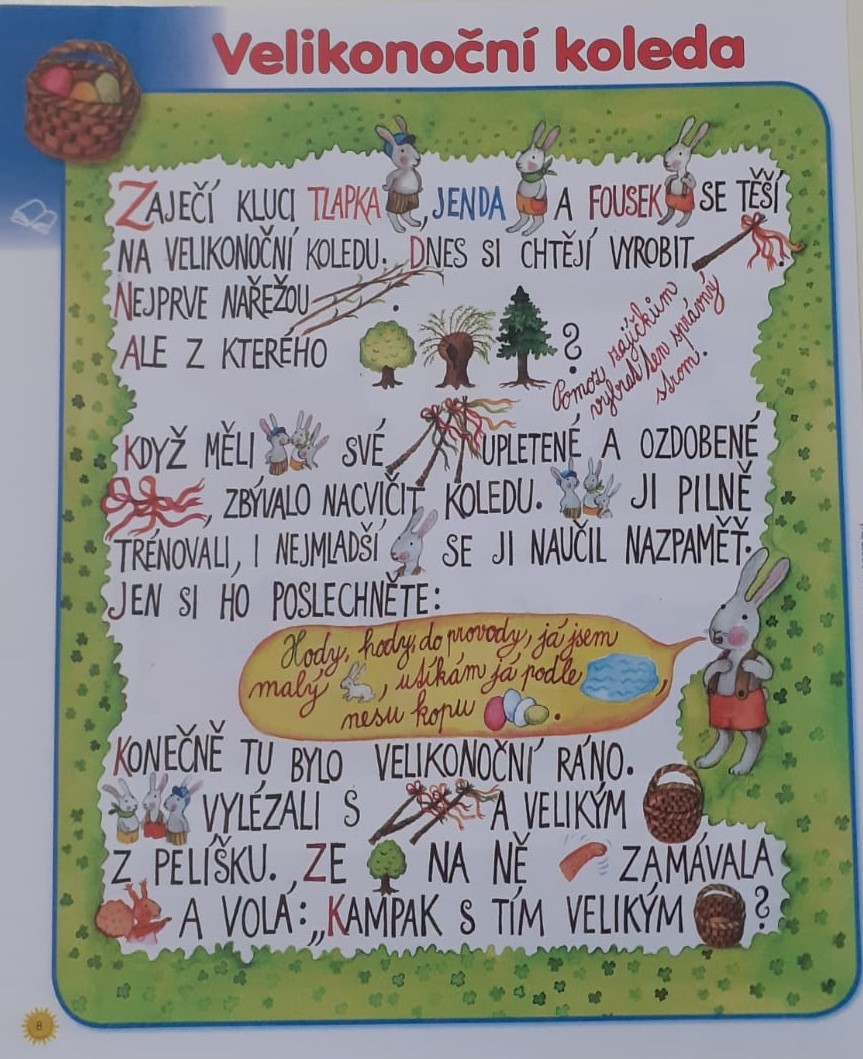 Velikonoční koleda
ZAJEČÍ KLUCI TLAPKA, JENDA A FOUSEK SE TĚŠÍ
NA VELIKONOČNÍ KOLEDU. DNES SI CHTĚJÍ VYROBIT .
NEJPRVE NAŘEŽOU .
ALE Z KTERÉHO ?
Pomoz zajíčkům
vybrat ten správný
strom.
KDYŽ MĚLI SVÉ UPLETENÉ A OZDOBENÉ
, ZBÝVALO NACVIČIT KOLEDU. JI PILNĚ
TRÉNOVALI, I NEJMLADŠÍ SE JI NAUČIL NAZPAMĚŤ.
JEN SI HO POSLECHNĚTE:
Hody, hody, do provody, já jsem
malý , utíkám já podle ,
nesu kopu .
KONEČNĚ TU BYLO VELIKONOČNÍ RÁNO.
VYLÉZALI S A VELIKÝM
Z PELÍŠKU. ZE NA NĚ ZAMÁVALA
A VOLÁ: „KAMPAK S TÍM VELIKÝM ?
8